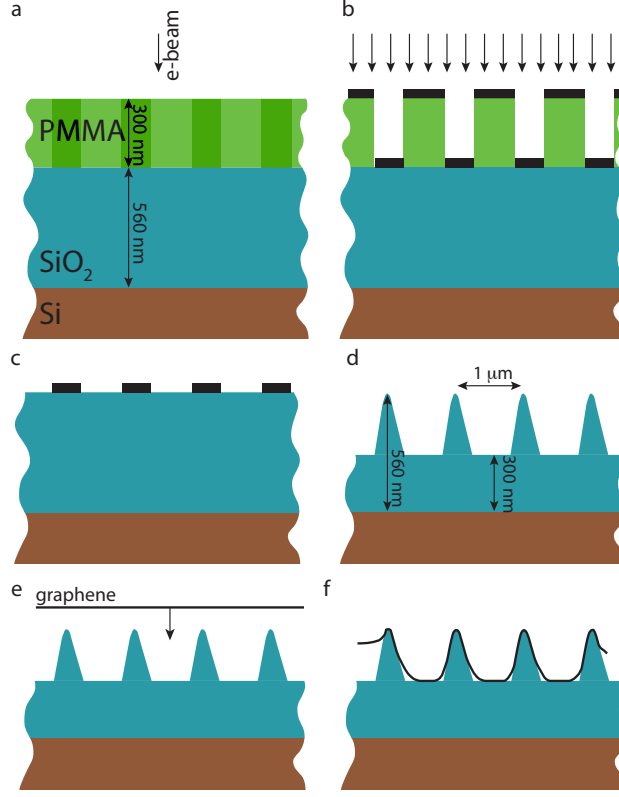 a
e-beam
PMMA
300 nm
560 nm
SiO₂
Si
b
c
d
1 μm
560 nm
300 nm
e
graphene
f